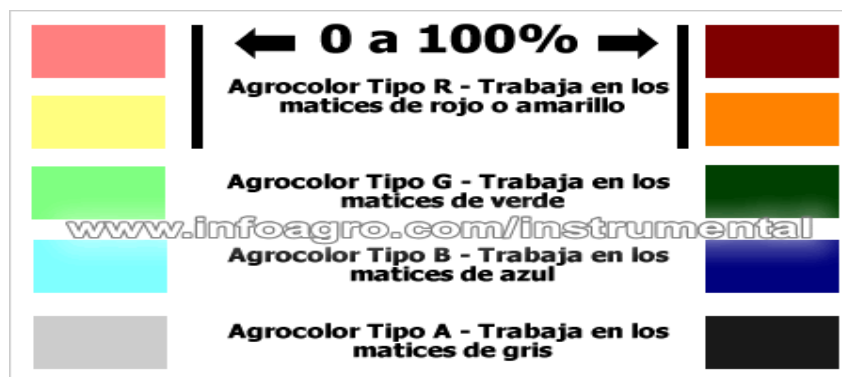 0 a 100%
Agrocolor Tipo R - Trabaja en los
matices de rojo o amarillo
Agrocolor Tipo G - Trabaja en los
matices de verde
www.infoagro.com/instrumental
Agrocolor Tipo B - Trabaja en los
matices de azul
Agrocolor Tipo A - Trabaja en los
matices de gris